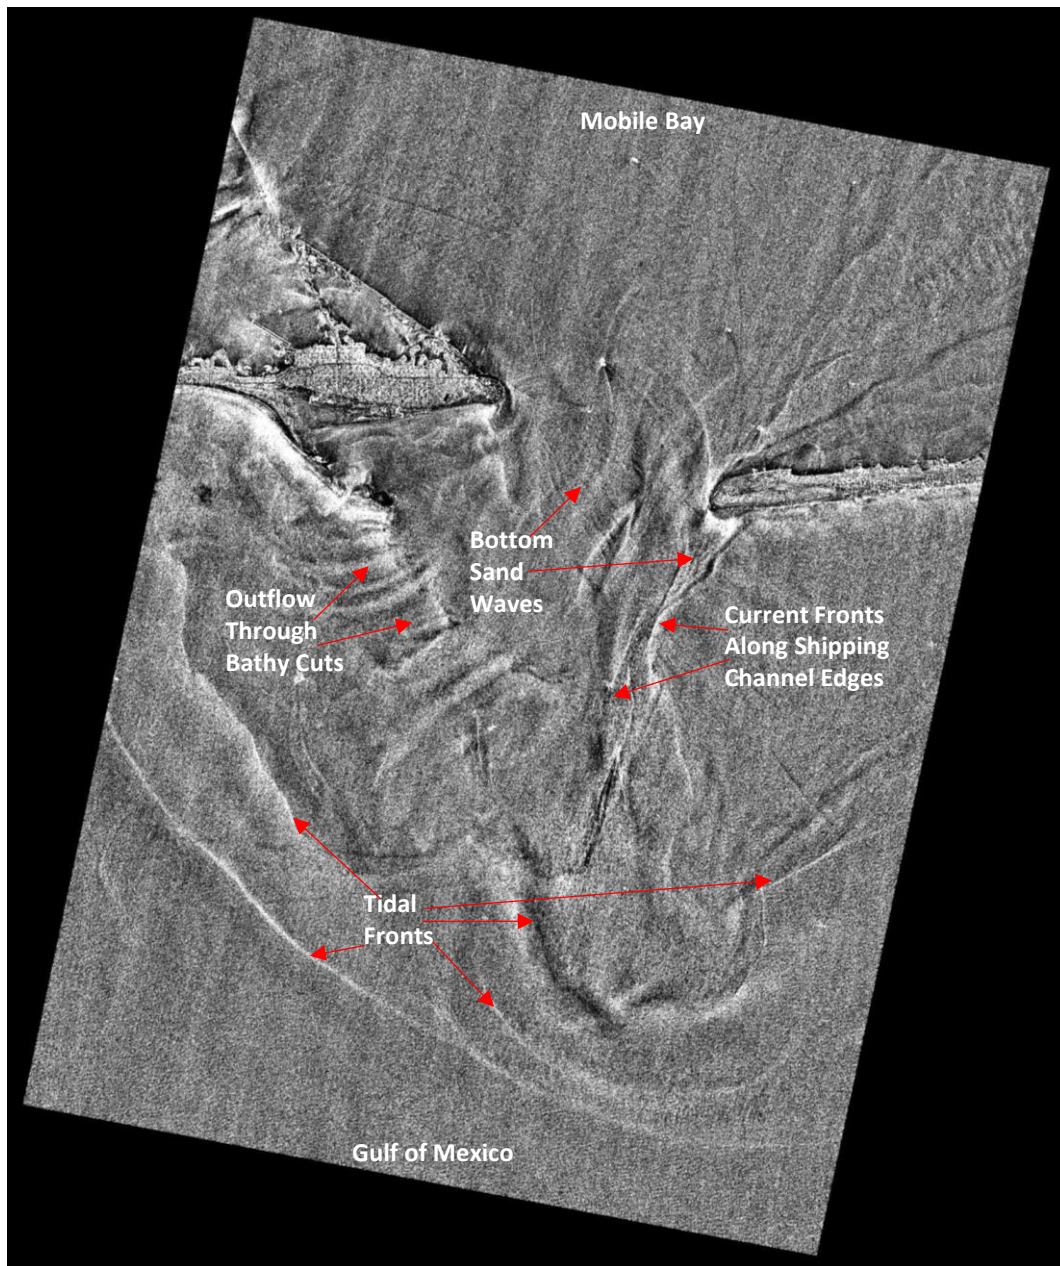 Mobile Bay
Bottom
Sand
Waves
Outflow
Through
Bathy Cuts
Current Fronts
Along Shipping
Channel Edges
Tidal
Fronts
Gulf of Mexico